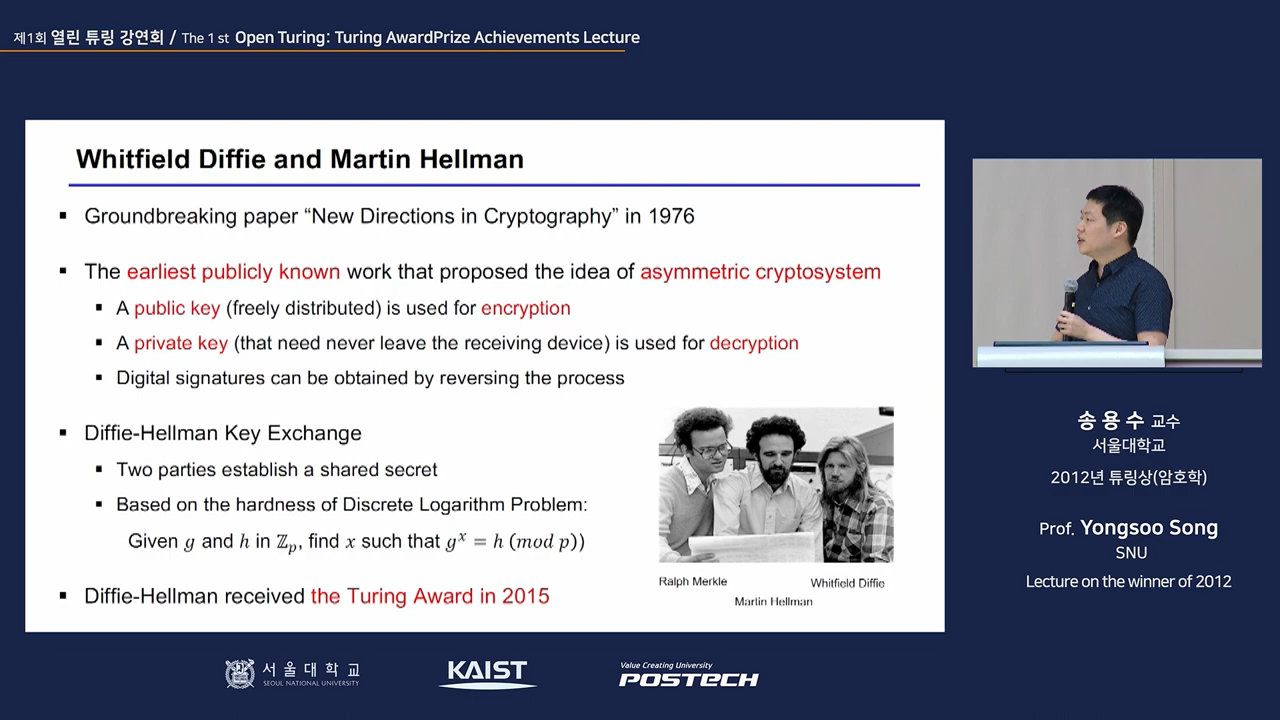 제1회 열린 튜링 강연회 / The 1 st Open Turing: Turing AwardPrize Achievements Lecture
Whitfield Diffie and Martin Hellman
▪ Groundbreaking paper “New Directions in Cryptography” in 1976
▪ The earliest publicly known work that proposed the idea of asymmetric cryptosystem
▪ A public key (freely distributed) is used for encryption
▪ A private key (that need never leave the receiving device) is used for decryption
▪ Digital signatures can be obtained by reversing the process
▪ Diffie-Hellman Key Exchange
▪ Two parties establish a shared secret
▪ Based on the hardness of Discrete Logarithm Problem:
Given g and h in ℤₚ, find x such that gˣ = h (mod p))
▪ Diffie-Hellman received the Turing Award in 2015
Ralph Merkle
Whitfield Diffie
Martin Hellman
송 용 수 교수
서울대학교
2012년 튜링상(암호학)
Prof. Yongsoo Song
SNU
Lecture on the winner of 2012
서울대학교
SEOUL NATIONAL UNIVERSITY
KAIST
Value Creating University
POSTECH